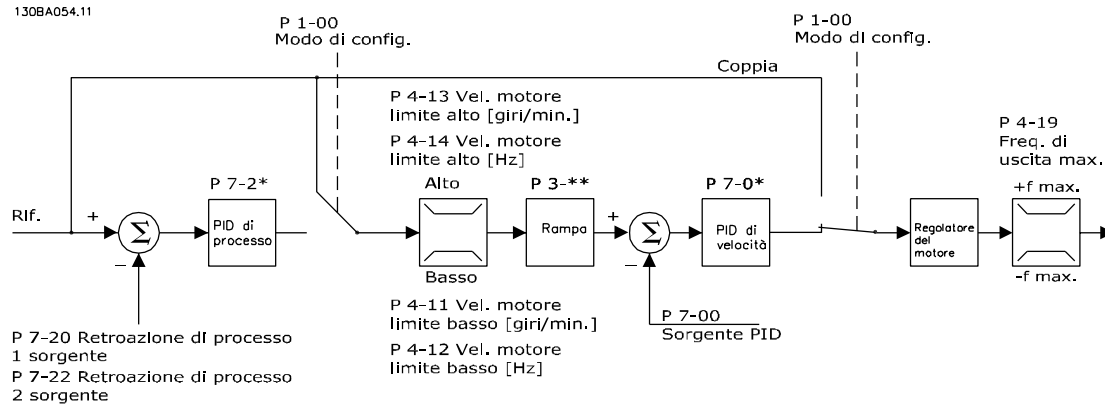 130BA054.11
P 1-00
Modo di config.
P 1-00
Modo di config.
Coppia
P 4-13 Vel. motore
limite alto [giri/min.]
P 4-14 Vel. motore
limite alto [Hz]
P 4-19
Freq. di
uscita max.
P 7-2*
Alto
P 3-**
P 7-0*
+f max.
RIf.
+
Σ
PID di
processo
Rampa
+
Σ
PID di
velocità
Regolatore
del
motore
_
_
Basso
-f max.
P 4-11 Vel. motore
limite basso [giri/min.]
P 4-12 Vel. motore
limite basso [Hz]
P 7-00
Sorgente PID
P 7-20 Retroazione di processo
1 sorgente
P 7-22 Retroazione di processo
2 sorgente